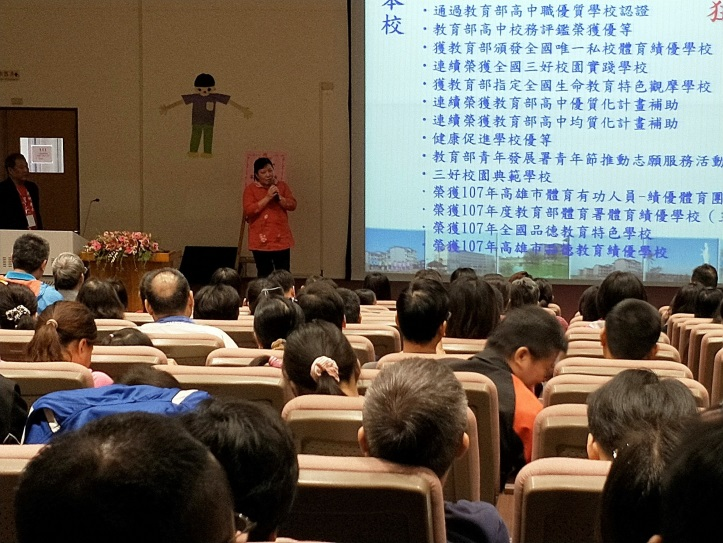 本校
・通過教育部高中職優質學校認證
・教育部高中校務評鑑榮獲優等
・獲教育部頒發全國唯一私校體育績優學校
・連續榮獲全國三好校園實踐學校
・獲教育部指定全國生命教育特色觀摩學校
・連續榮獲教育部高中優質化計畫補助
・連續榮獲教育部高中均質化計畫補助
・健康促進學校優等
・教育部青年發展署青年節推動志願服務活動
・三好校園典範學校
・榮獲107年高雄市體育有功人員-績優體育團
・榮獲107年度教育部體育署體育績優學校（
・榮獲107年全國品德教育特色學校
・榮獲107年高雄市品德教育績優學校